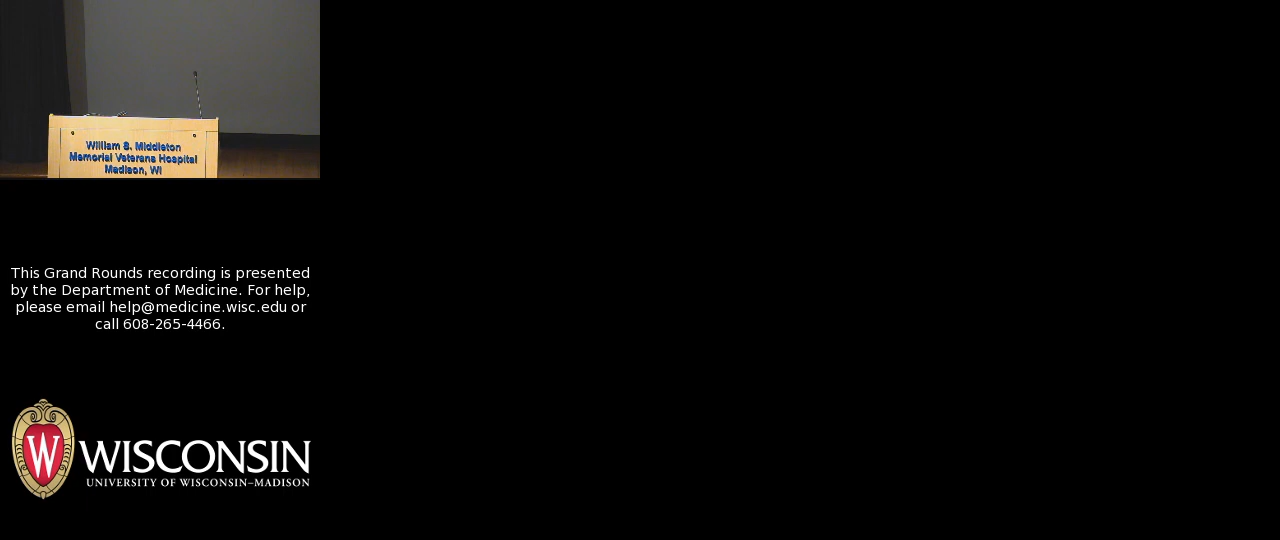 William S. Middleton
Memorial Veterans Hospital
Madison, WI
This Grand Rounds recording is presented
by the Department of Medicine. For help,
please email help@medicine.wisc.edu or
call 608-265-4466.
W
WISCONSIN
UNIVERSITY OF WISCONSIN–MADISON